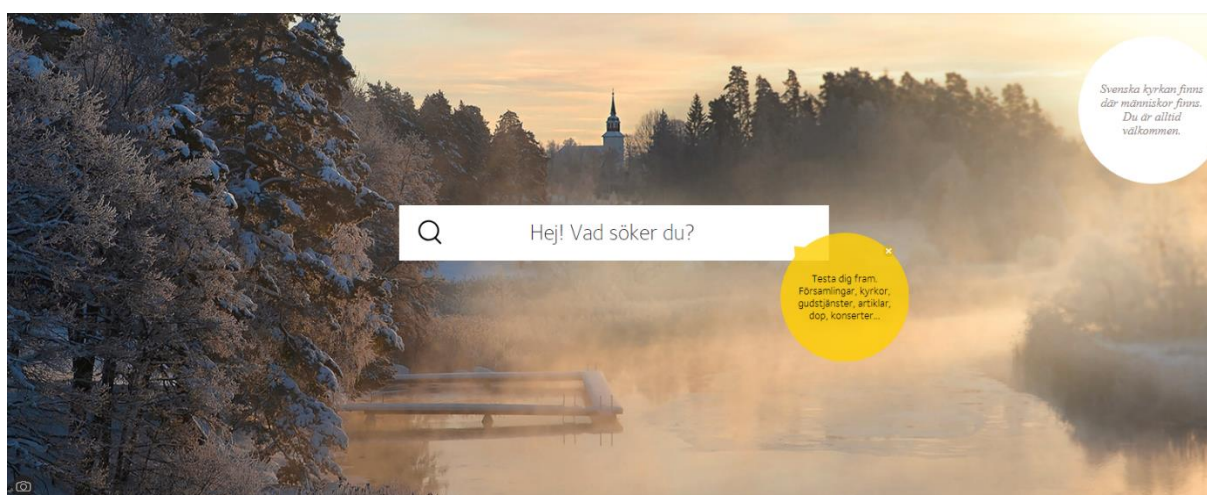 Svenska kyrkan finns
där människor finns.
Du är alltid
välkommen.
Hej! Vad söker du?
Testa dig fram.
Församlingar, kyrkor,
gudstjänster, artiklar,
dop, konserter...